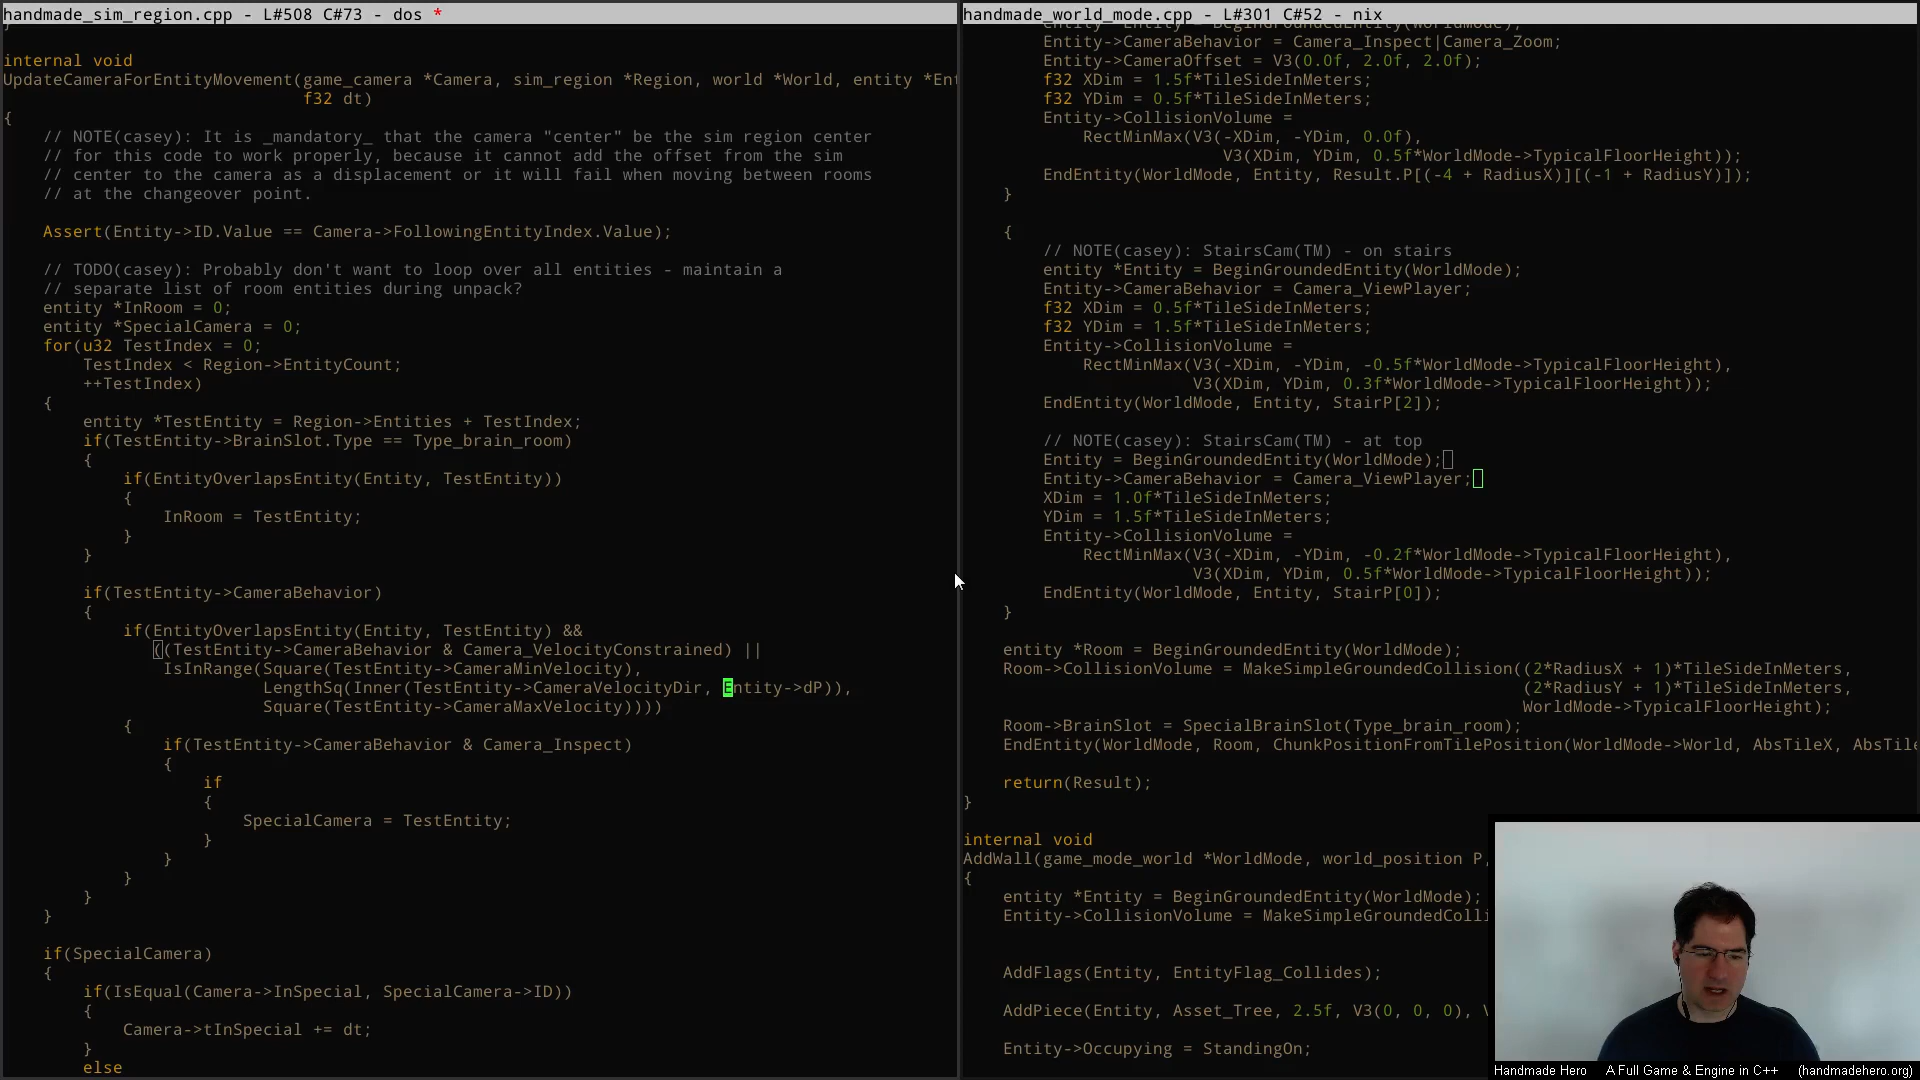 handmade_sim_region.cpp - L#508 C#73 - dos *
internal void
UpdateCameraForEntityMovement(game_camera *Camera, sim_region *Region, world *World, entity *Ent
f32 dt)
{
// NOTE(casey): It is _mandatory_ that the camera "center" be the sim region center
// for this code to work properly, because it cannot add the offset from the sim
// center to the camera as a displacement or it will fail when moving between rooms
// at the changeover point.
Assert(Entity->ID.Value == Camera->FollowingEntityIndex.Value);
// TODO(casey): Probably don't want to loop over all entities - maintain a
// separate list of room entities during unpack?
entity *InRoom = 0;
entity *SpecialCamera = 0;
for(u32 TestIndex = 0;
TestIndex < Region->EntityCount;
++TestIndex)
{
entity *TestEntity = Region->Entities + TestIndex;
if(TestEntity->BrainSlot.Type == Type_brain_room)
{
if(EntityOverlapsEntity(Entity, TestEntity))
{
InRoom = TestEntity;
}
}
if(TestEntity->CameraBehavior)
{
if(EntityOverlapsEntity(Entity, TestEntity) &&
((TestEntity->CameraBehavior & Camera_VelocityConstrained) ||
IsInRange(Square(TestEntity->CameraMinVelocity),
LengthSq(Inner(TestEntity->CameraVelocityDir, Entity->dP)),
Square(TestEntity->CameraMaxVelocity))))
{
if(TestEntity->CameraBehavior & Camera_Inspect)
{
if
{
SpecialCamera = TestEntity;
}
}
}
}
}
if(SpecialCamera)
{
if(IsEqual(Camera->InSpecial, SpecialCamera->ID))
{
Camera->tInSpecial += dt;
}
else
handmade_world_mode.cpp - L#301 C#52 - nix
Entity->CameraBehavior = Camera_Inspect|Camera_Zoom;
Entity->CameraOffset = V3(0.0f, 2.0f, 2.0f);
f32 XDim = 1.5f*TileSideInMeters;
f32 YDim = 0.5f*TileSideInMeters;
Entity->CollisionVolume =
RectMinMax(V3(-XDim, -YDim, 0.0f),
V3(XDim, YDim, 0.5f*WorldMode->TypicalFloorHeight));
EndEntity(WorldMode, Entity, Result.P[(-4 + RadiusX)][(-1 + RadiusY)]);
}
{
// NOTE(casey): StairsCam(TM) - on stairs
entity *Entity = BeginGroundedEntity(WorldMode);
Entity->CameraBehavior = Camera_ViewPlayer;
f32 XDim = 0.5f*TileSideInMeters;
f32 YDim = 1.5f*TileSideInMeters;
Entity->CollisionVolume =
RectMinMax(V3(-XDim, -YDim, -0.5f*WorldMode->TypicalFloorHeight),
V3(XDim, YDim, 0.3f*WorldMode->TypicalFloorHeight));
EndEntity(WorldMode, Entity, StairP[2]);
// NOTE(casey): StairsCam(TM) - at top
Entity = BeginGroundedEntity(WorldMode);
Entity->CameraBehavior = Camera_ViewPlayer;
XDim = 1.0f*TileSideInMeters;
YDim = 1.5f*TileSideInMeters;
Entity->CollisionVolume =
RectMinMax(V3(-XDim, -YDim, -0.2f*WorldMode->TypicalFloorHeight),
V3(XDim, YDim, 0.5f*WorldMode->TypicalFloorHeight));
EndEntity(WorldMode, Entity, StairP[0]);
}
entity *Room = BeginGroundedEntity(WorldMode);
Room->CollisionVolume = MakeSimpleGroundedCollision((2*RadiusX + 1)*TileSideInMeters,
(2*RadiusY + 1)*TileSideInMeters,
WorldMode->TypicalFloorHeight);
Room->BrainSlot = SpecialBrainSlot(Type_brain_room);
EndEntity(WorldMode, Room, ChunkPositionFromTilePosition(WorldMode->World, AbsTileX, AbsTile
return(Result);
}
internal void
AddWall(game_mode_world *WorldMode, world_position P,
{
entity *Entity = BeginGroundedEntity(WorldMode);
Entity->CollisionVolume = MakeSimpleGroundedColli
AddFlags(Entity, EntityFlag_Collides);
AddPiece(Entity, Asset_Tree, 2.5f, V3(0, 0, 0), V
Entity->Occupying = StandingOn;
Handmade Hero A Full Game & Engine in C++ (handmadehero.org)